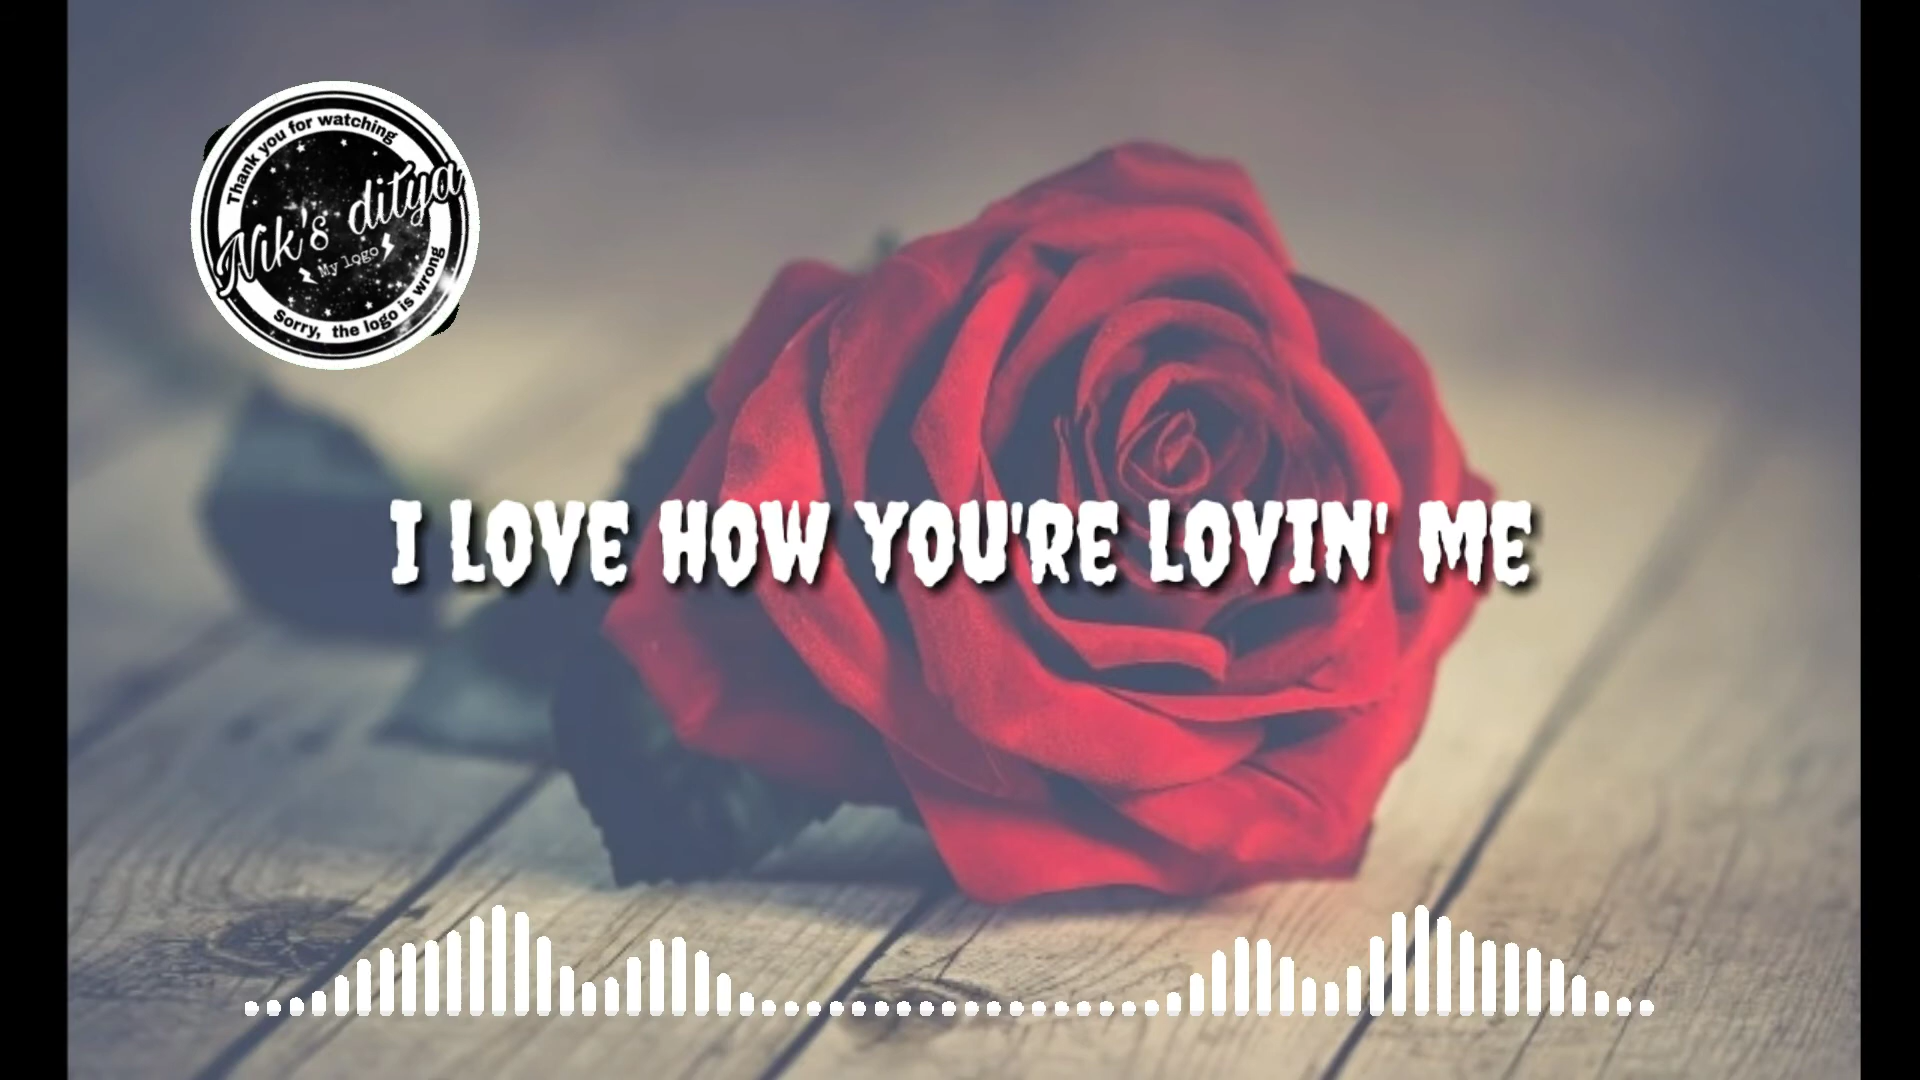 Thank you for watching
Nik's ditya
My logo
Sorry, the logo is wrong
I LOVE HOW YOU'RE LOVIN' ME